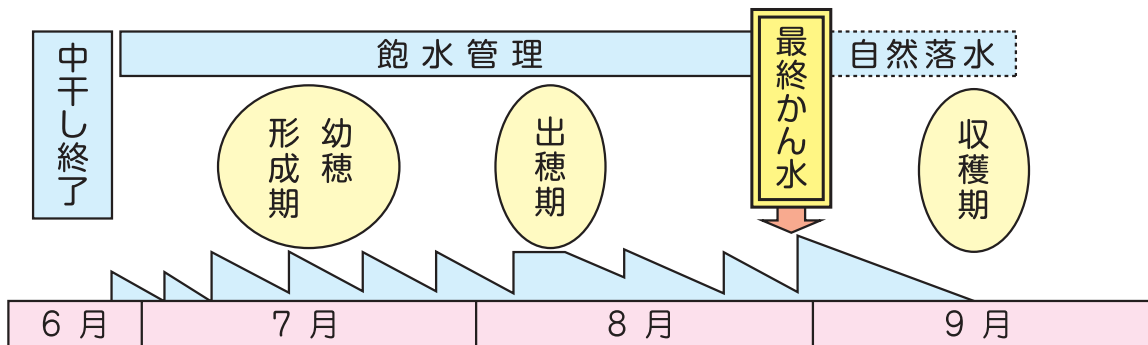 中干し終了
飽水管理
最終かん水
自然落水
幼穂
形成期
出穂期
収穫期
6月
7月
8月
9月